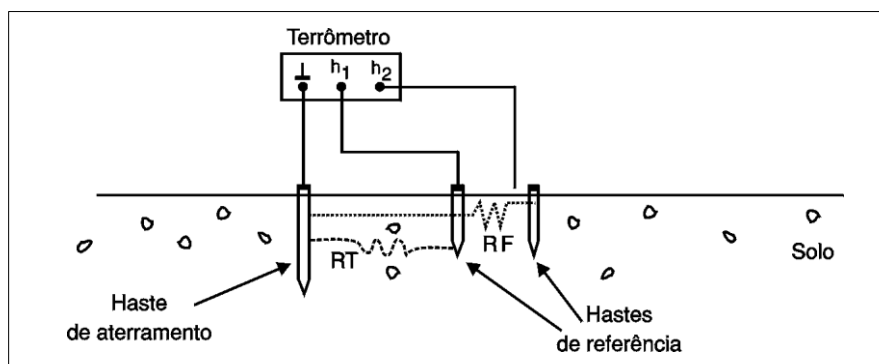 Terrômetro
h1 h2
RF
RT
Solo
Haste
de aterramento
Hastes
de referência